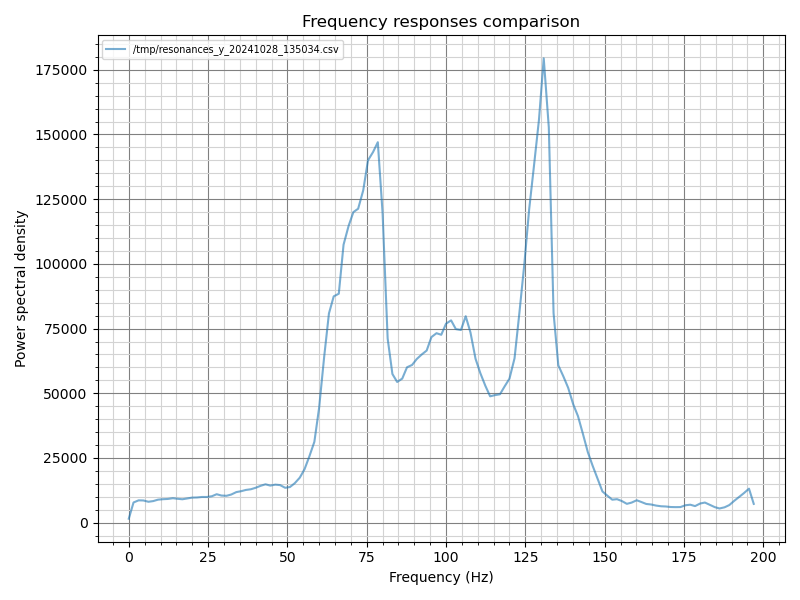 Frequency responses comparison
/tmp/resonances_y_20241028_135034.csv
Power spectral density
175000
150000
125000
100000
75000
50000
25000
0
0 25 50 75 100 125 150 175 200
Frequency (Hz)